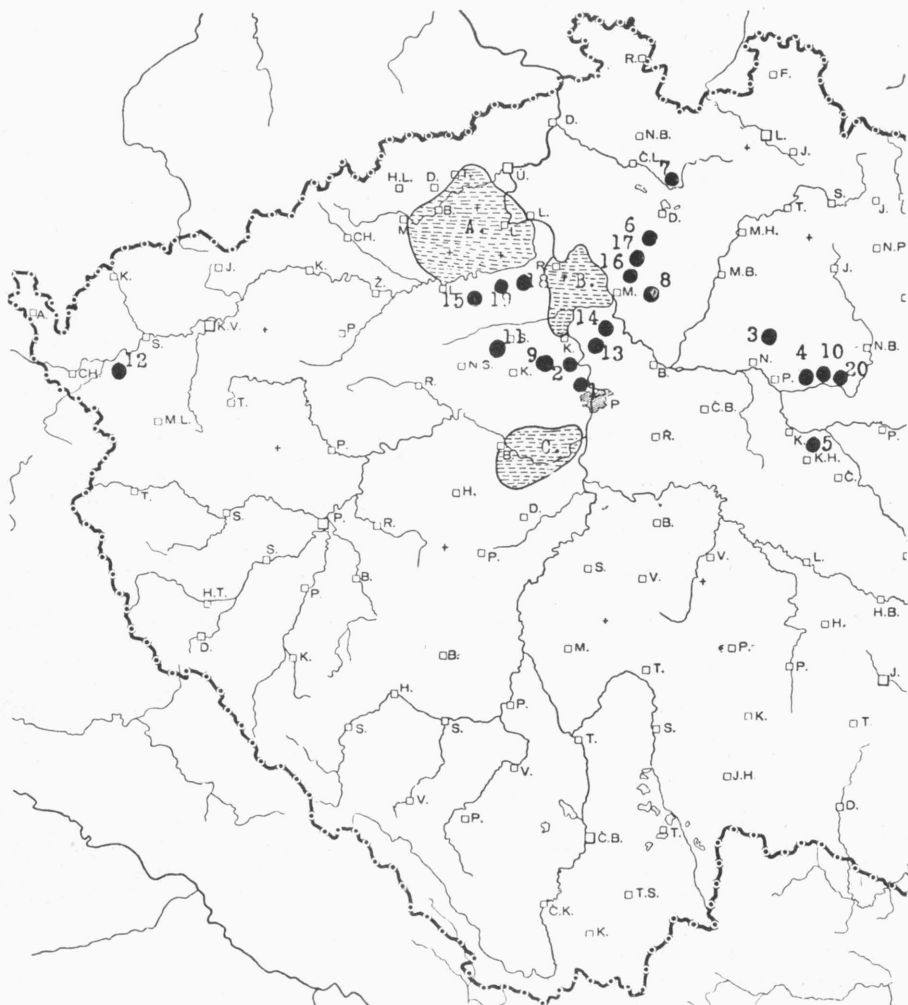 R.
F.
D.
N.B.
L.
J.
Č.L.
H.L.
D.
T.
Ú.
7
B.
A.
L.
L.
D.
T.
S.
J.
M.
CH.
6
M.H.
N.P.
17
K.
J.
K.
R.
B.
16
M.B.
J.
Ž.
L.
18
M.
8
A.
15
19
S.
K.V.
P.
14
3
11
S.
K.
13
N.B.
12
CH.
N.S.
K.
9
2
B.
N.
4
10
20
P.
R.
1
T.
P
Č.B.
M.L.
P.
B.
C.
Ř.
K.
5
P.
K.H.
T.
H.
Č.
S.
P.
R.
D.
B.
S.
P.
V.
L.
B.
S.
V.
H.T.
P.
H.B.
D.
H.
K.
B.
M.
P.
T.
P.
J.
H.
S.
S.
P.
K.
T.
S.
T.
V.
J.H.
V.
P.
D.
Č.B.
T.
T.S.
Č.K.
K.